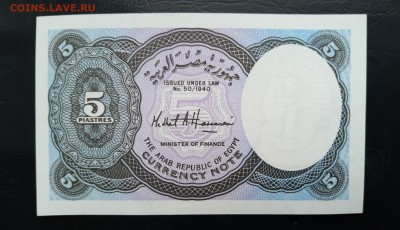 COINS.LAVE.RU
5
5
جمهورية مصر العربية
ISSUED UNDER LAW
No. 50/1940
5
PIASTRES
5
MINISTER OF FINANCE
THE ARAB REPUBLIC OF EGYPT
CURRENCY NOTE
5
5